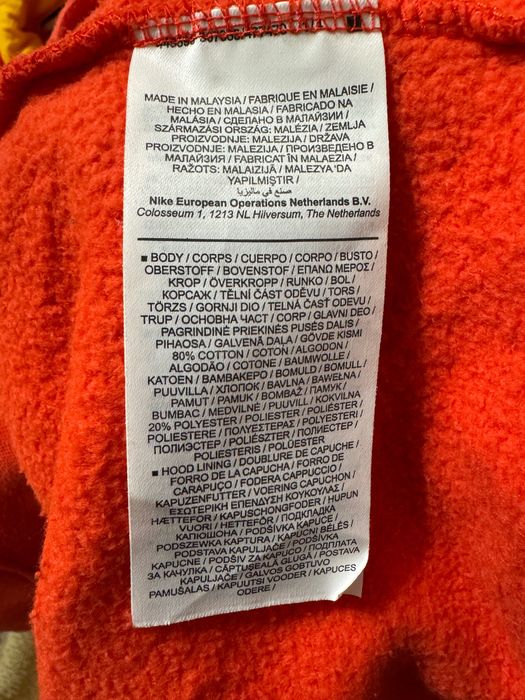 MADE IN MALAYSIA / FABRIQUE EN MALAISIE /
HECHO EN MALASIA / FABRICADO NA
MALÁSIA / СДЕЛАНО В МАЛАЙЗИИ /
SZÁRMAZÁSI ORSZÁG: MALÉZIA / ZEMLJA
PROIZVODNJE: MALEZIJA / DRŽAVA
PROIZVODNJE: MALEZIJA / ПРОИЗВЕДЕНО В
МАЛАЙЗИЯ / FABRICAT ÎN MALAEZIA /
RAŽOTS: MALAIZIJĀ / MALEZYA'DA
YAPILMIŞTIR /
صنع في ماليزيا
Nike European Operations Netherlands B.V.
Colosseum 1, 1213 NL Hilversum, The Netherlands
■ BODY / CORPS / CUERPO / CORPO / BUSTO /
OBERSTOFF / BOVENSTOF / ΕΠΑΝΩ ΜΕΡΟΣ /
KROP / ÖVERKROPP / RUNKO / BOL /
КОРСАЖ / TĚLNÍ ČÁST ODĚVU / TORS /
TÖRZS / GORNJI DIO / TELNÁ ČASŤ ODEVU /
TRUP / ОСНОВНА ЧАСТ / CORP / GLAVNI DEO /
PAGRINDINĖ PRIEKINĖS PUSĖS DALIS /
PIHAOSA / GALVENĀ DAĻA / GÖVDE KISMI
80% COTTON / COTON / ALGODÓN /
ALGODÃO / COTONE / BAUMWOLLE /
KATOEN / ΒΑΜΒΑΚΕΡΟ / BOMULD / BOMULL /
PUUVILLA / ХЛОПОК / BAVLNA / BAWEŁNA /
PAMUT / PAMUK / BOMBAŽ / ПАМУК /
BUMBAC / MEDVILNĖ / PUUVILL / KOKVILNA
20% POLYESTER / POLIESTER / POLIÉSTER /
POLIESTERE / ΠΟΛΥΕΣΤΕΡΑΣ / POLYESTERI /
ПОЛИЭСТЕР / POLIÉSZTER / ПОЛИЕСТЕР /
POLIESTERIS / POLÜESTER
■ HOOD LINING / DOUBLURE DE CAPUCHE /
FORRO DE LA CAPUCHA / FORRO DE
CARAPUÇO / FODERA CAPPUCCIO /
KAPUZENFUTTER / VOERING CAPUCHON /
ΕΣΩΤΕΡΙΚΗ ΕΠΕΝΔΥΣΗ ΚΟΥΚΟΥΛΑΣ /
HÆTTEFÓR / KAPUSCHONGFODER / HUPUN
VUORI / HETTEFÔR / ПОДКЛАДКА
КАПЮШОНА / PODŠÍVKA KAPUCE /
PODSZEWKA KAPTURA / KAPUCNI BÉLÉS /
PODSTAVA KAPULJAČE / PODŠÍVKA
KAPUCNE / PODŠIV ZA KAPUCO / ПОДПЛАТА
ЗА КАЧУЛКА / CĂPTUŞEALĂ GLUGĂ / POSTAVA
KAPULJAČE / GALVOS GOBTUVO
PAMUŠALAS / KAPUUTSI VOODER / KAPUCES
ODERE /